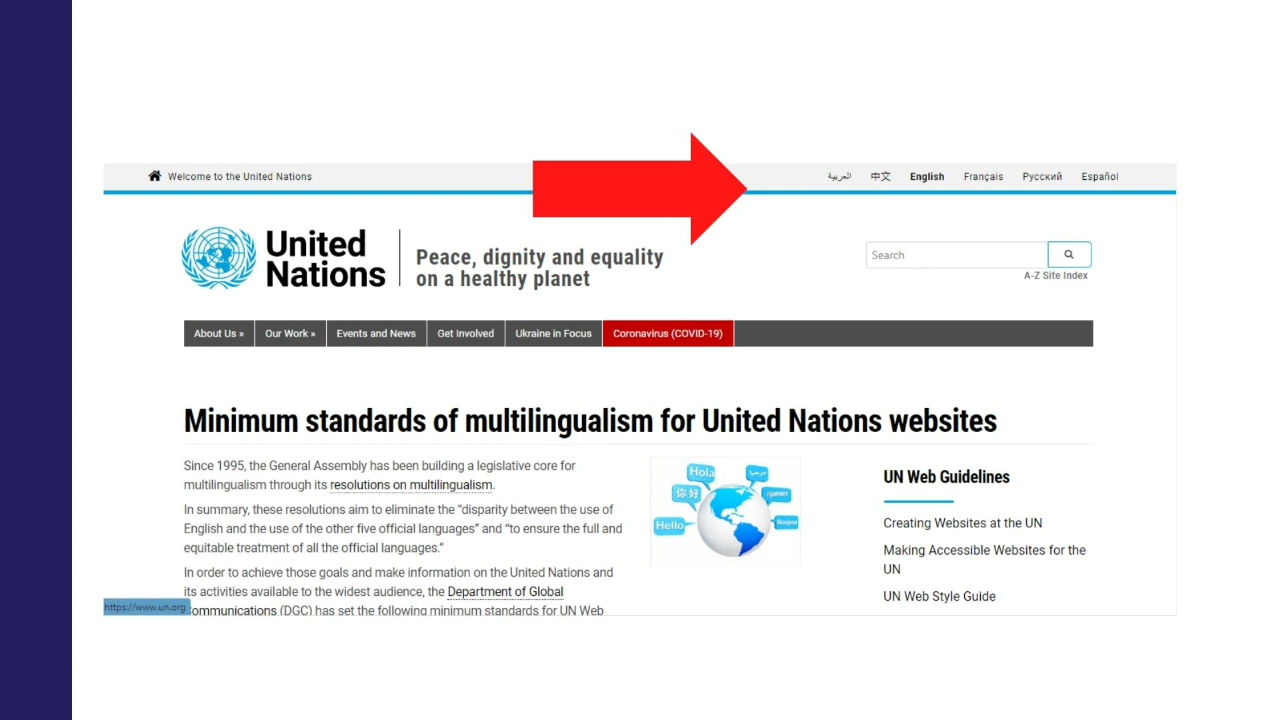 Welcome to the United Nations
العربية 中文 English Français Русский Español
United
Nations
Peace, dignity and equality
on a healthy planet
Search
A-Z Site Index
About Us » Our Work » Events and News Get Involved Ukraine in Focus Coronavirus (COVID-19)
Minimum standards of multilingualism for United Nations websites
Since 1995, the General Assembly has been building a legislative core for
multilingualism through its resolutions on multilingualism.
In summary, these resolutions aim to eliminate the “disparity between the use of
English and the use of the other five official languages” and “to ensure the full and
equitable treatment of all the official languages.”
In order to achieve those goals and make information on the United Nations and
its activities available to the widest audience, the Department of Global
ommunications (DGC) has set the following minimum standards for UN Web
https://www.un.org
Hola
مرحبا
你好
привет
Hello
Bonjour
UN Web Guidelines
Creating Websites at the UN
Making Accessible Websites for the
UN
UN Web Style Guide